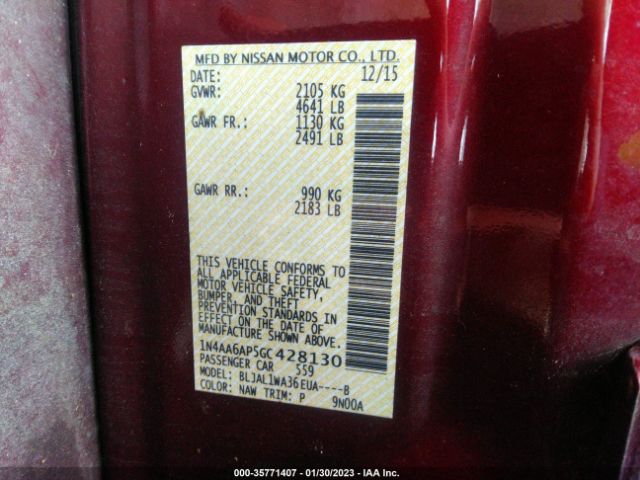 MFD BY NISSAN MOTOR CO., LTD.
DATE: 12/15
GVWR: 2105 KG
4641 LB
GAWR FR.: 1130 KG
2491 LB
GAWR RR.: 990 KG
2183 LB
THIS VEHICLE CONFORMS TO
ALL APPLICABLE FEDERAL
MOTOR VEHICLE SAFETY,
BUMPER, AND THEFT
PREVENTION STANDARDS
IN EFFECT ON THE DATE OF
MANUFACTURE SHOWN ABOVE.
1N4AA6AP5GC428130
PASSENGER CAR 559
MODEL: BLJAL1WA36EUA----B
COLOR: NAW TRIM: P 9N00A
000-35771407 - 01/30/2023 - IAA Inc.